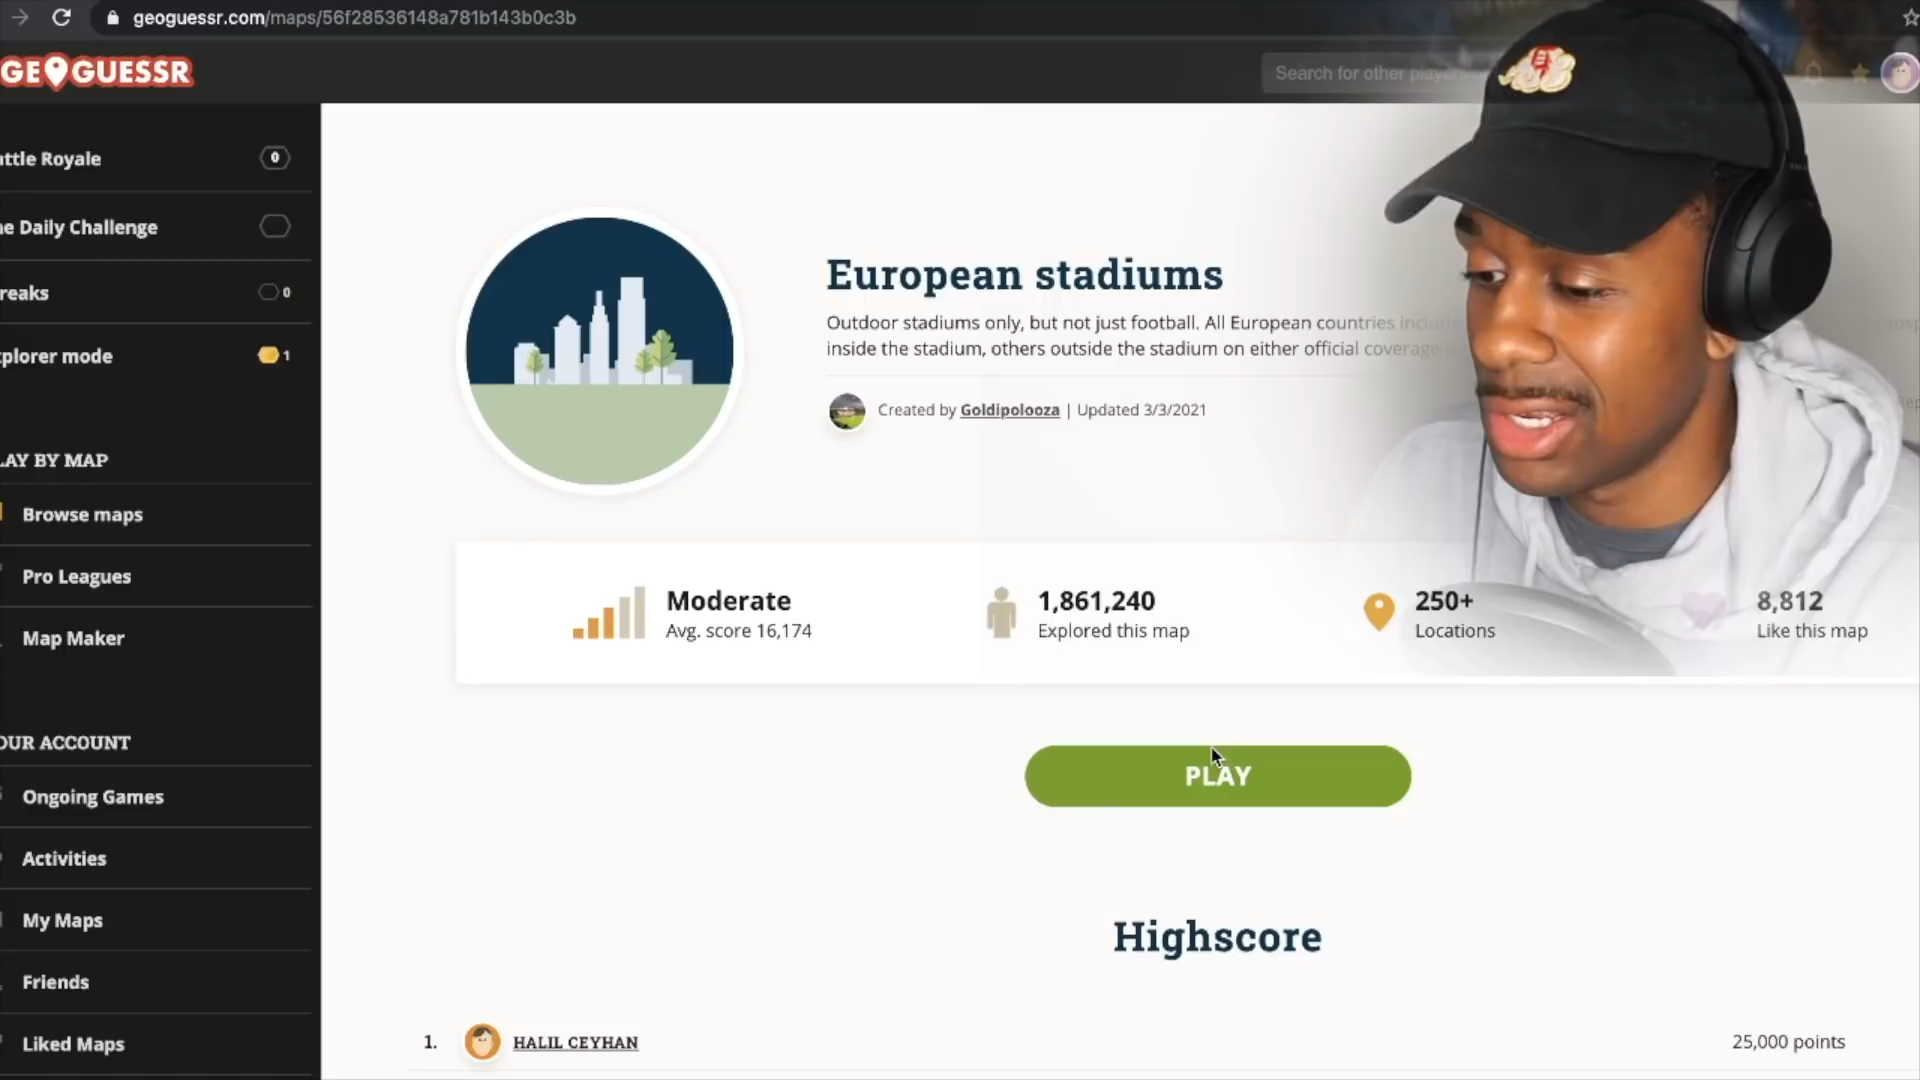 geoguessr.com/maps/56f28536148a781b143b0c3b
GEOGUESSR
Search for other
ttle Royale
0
e Daily Challenge
reaks
0
plorer mode
1
LAY BY MAP
Browse maps
Pro Leagues
Map Maker
OUR ACCOUNT
Ongoing Games
Activities
My Maps
Friends
Liked Maps
European stadiums
Outdoor stadiums only, but not just football. All European countries
inside the stadium, others outside the stadium on either official coverage
Created by Goldipolooza | Updated 3/3/2021
Moderate
Avg. score 16,174
1,861,240
Explored this map
250+
Locations
8,812
Like this map
PLAY
Highscore
1.
HALIL CEYHAN
25,000 points